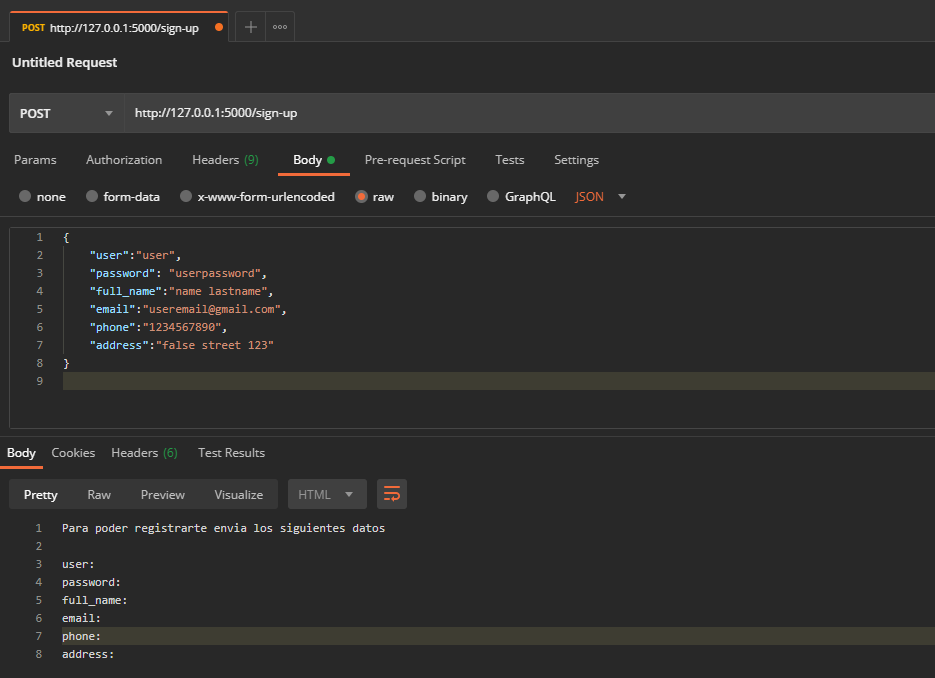 POST http://127.0.0.1:5000/sign-up
Untitled Request
POST http://127.0.0.1:5000/sign-up
Params Authorization Headers (9) Body Pre-request Script Tests Settings
none form-data x-www-form-urlencoded raw binary GraphQL JSON
1 {
2 "user":"user",
3 "password": "userpassword",
4 "full_name":"name lastname",
5 "email":"useremail@gmail.com",
6 "phone":"1234567890",
7 "address":"false street 123"
8 }
9
Body Cookies Headers (6) Test Results
Pretty Raw Preview Visualize HTML
1 Para poder registrarte envia los siguientes datos
2
3 user:
4 password:
5 full_name:
6 email:
7 phone:
8 address: